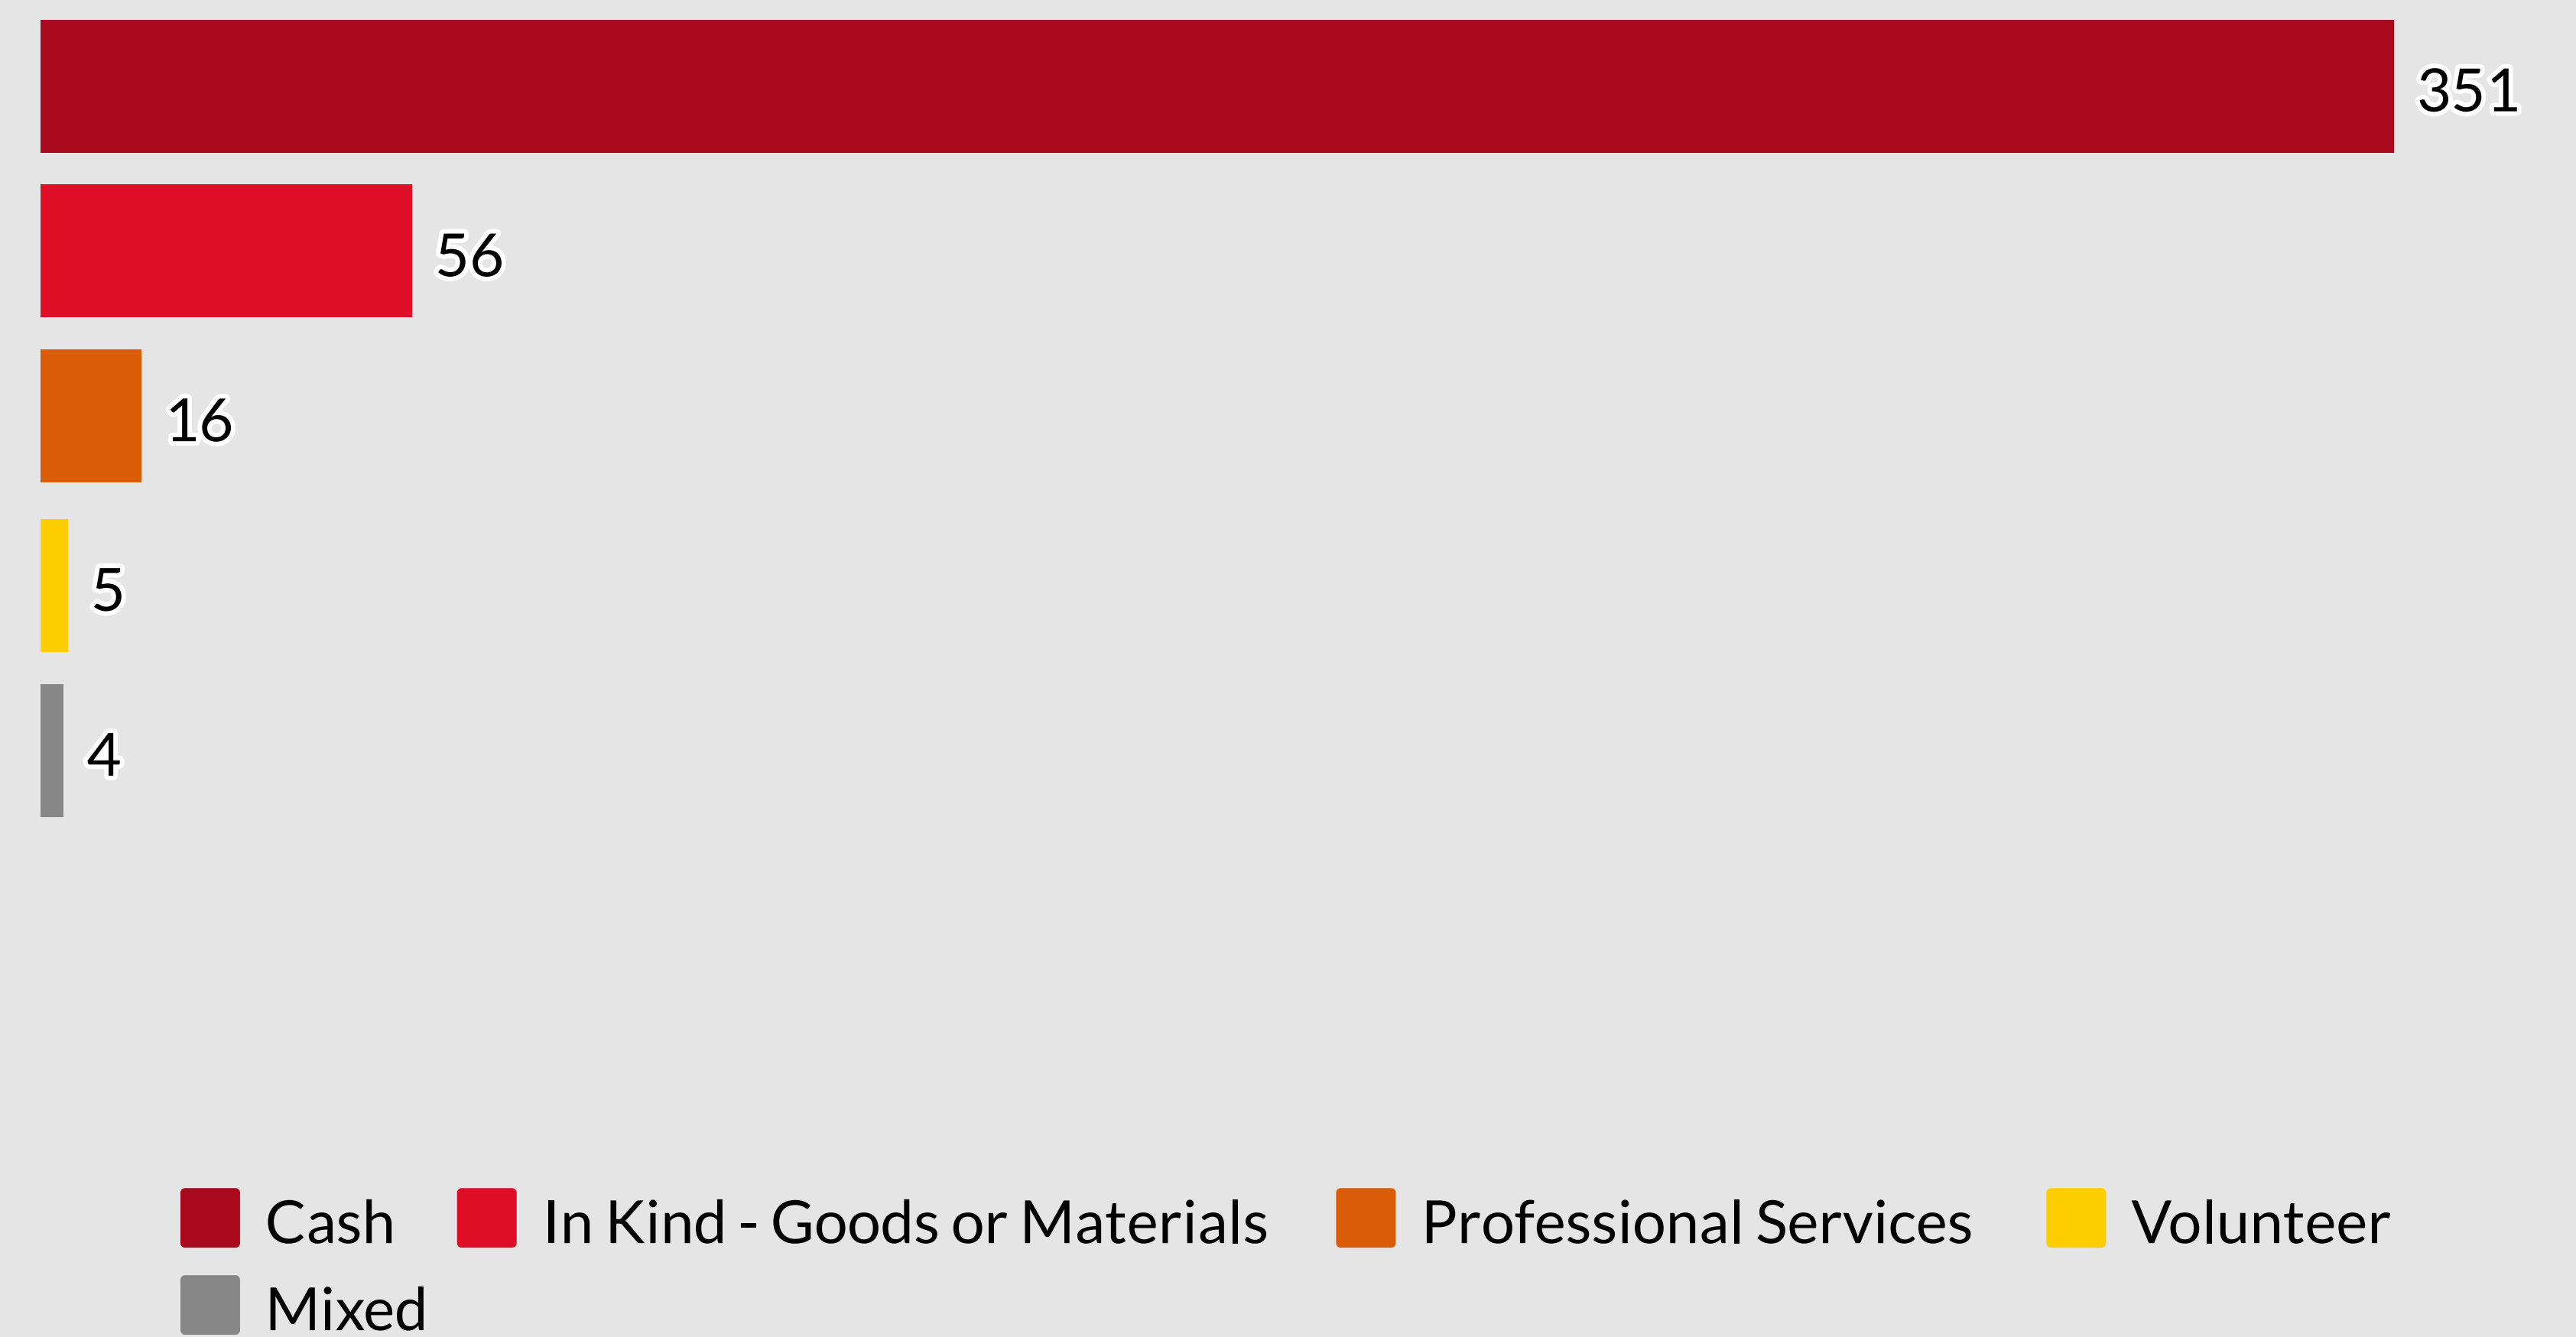 351
56
16
5
4
Cash In Kind - Goods or Materials Professional Services Volunteer
Mixed